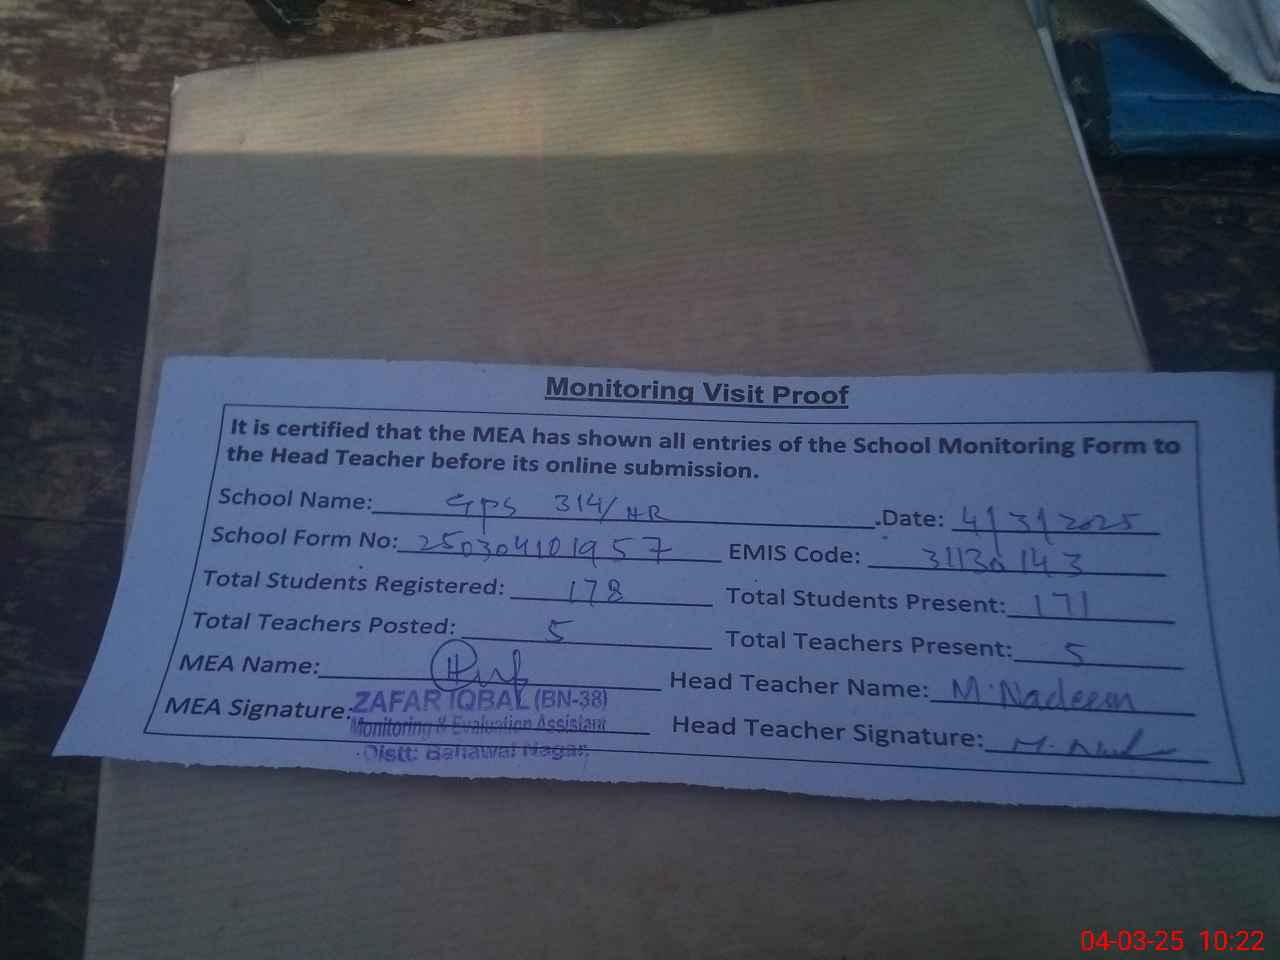 Monitoring Visit Proof
It is certified that the MEA has shown all entries of the School Monitoring Form to
the Head Teacher before its online submission.
School Name: GPS 314/HR .Date: 4/3/2025
School Form No: 250304101957 EMIS Code: 31130143
Total Students Registered: 178 Total Students Present: 171
Total Teachers Posted: 5 Total Teachers Present: 5
MEA Name: Head Teacher Name: M. Nadeem
ZAFAR IQBAL (BN-38)
MEA Signature: Head Teacher Signature:
Monitoring & Evaluation Assistant
Distt: Bahawal Nagar.
04-03-25 10:22